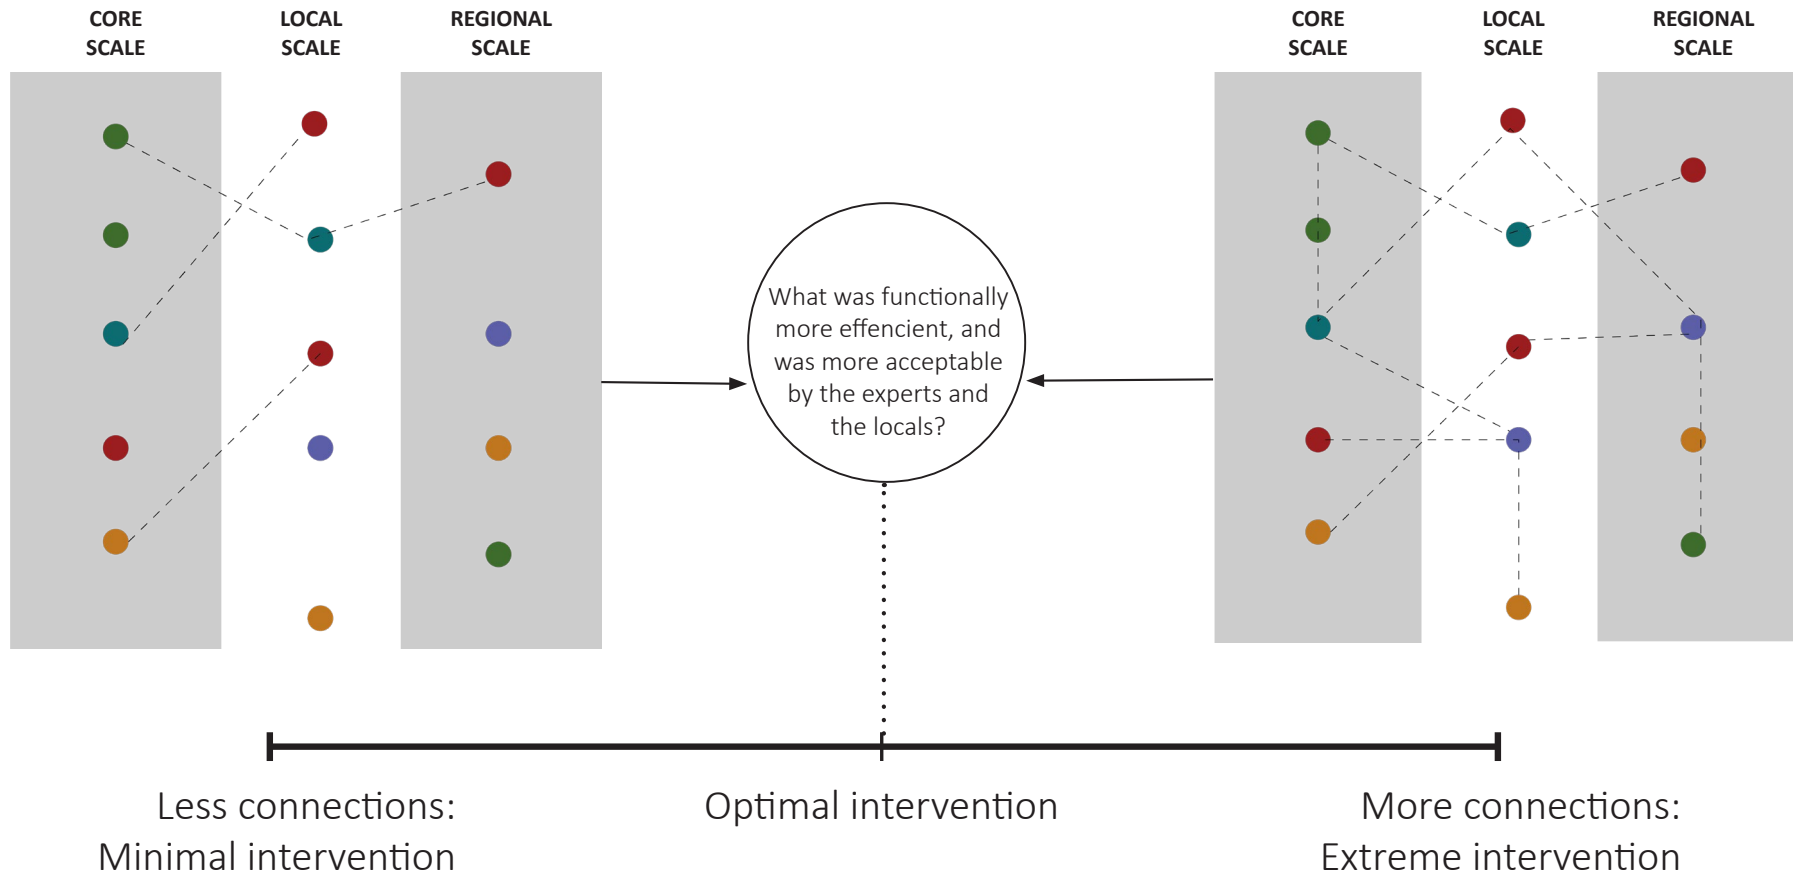 CORE
SCALE
LOCAL
SCALE
REGIONAL
SCALE
CORE
SCALE
LOCAL
SCALE
REGIONAL
SCALE
What was functionally
more effencient, and
was more acceptable
by the experts and
the locals?
Less connections:
Minimal intervention
Optimal intervention
More connections:
Extreme intervention